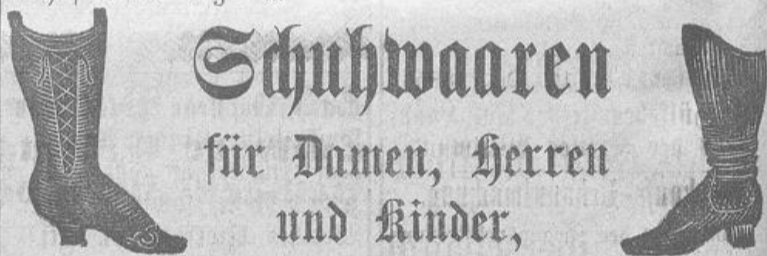 Schuhwaaren
für Damen, Herren
und Kinder,